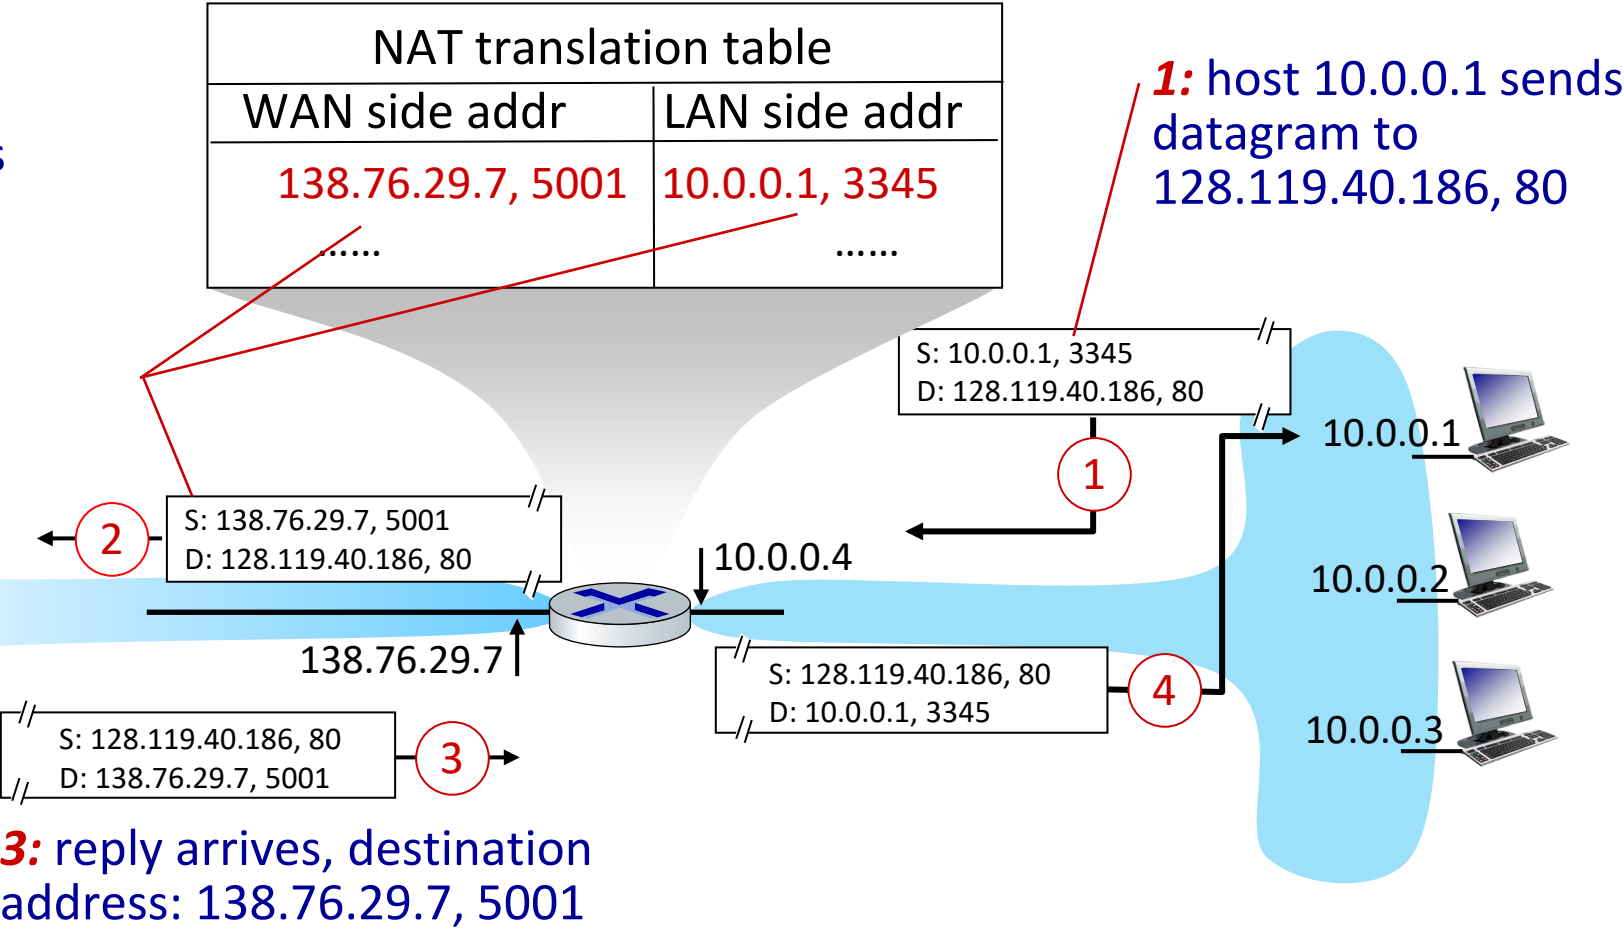 NAT translation table
WAN side addr LAN side addr
138.76.29.7, 5001 10.0.0.1, 3345
...... ......
s
1: host 10.0.0.1 sends
datagram to
128.119.40.186, 80
S: 10.0.0.1, 3345
D: 128.119.40.186, 80
1
10.0.0.1
S: 138.76.29.7, 5001
D: 128.119.40.186, 80
2
10.0.0.4
10.0.0.2
138.76.29.7
S: 128.119.40.186, 80
D: 10.0.0.1, 3345
4
10.0.0.3
S: 128.119.40.186, 80
D: 138.76.29.7, 5001
3
3: reply arrives, destination
address: 138.76.29.7, 5001